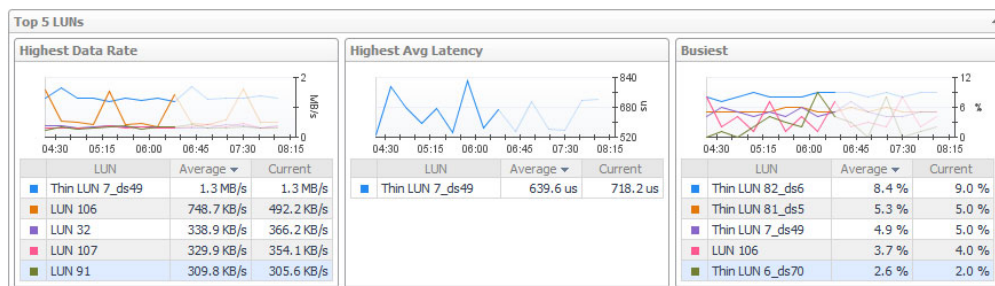 Top 5 LUNs
Highest Data Rate
2
MB/s
0
04:30 05:15 06:00 06:45 07:30 08:15
LUN Average Current
Thin LUN 7_ds49 1.3 MB/s 1.3 MB/s
LUN 106 748.7 KB/s 492.2 KB/s
LUN 32 338.9 KB/s 366.2 KB/s
LUN 107 329.9 KB/s 354.1 KB/s
LUN 91 309.8 KB/s 305.6 KB/s
Highest Avg Latency
840
680
us
520
04:30 05:15 06:00 06:45 07:30 08:15
LUN Average Current
Thin LUN 7_ds49 639.6 us 718.2 us
Busiest
12
6
%
0
04:30 05:15 06:00 06:45 07:30 08:15
LUN Average Current
Thin LUN 82_ds6 8.4 % 9.0 %
Thin LUN 81_ds5 5.3 % 5.0 %
Thin LUN 7_ds49 4.9 % 5.0 %
LUN 106 3.7 % 4.0 %
Thin LUN 6_ds70 2.6 % 2.0 %